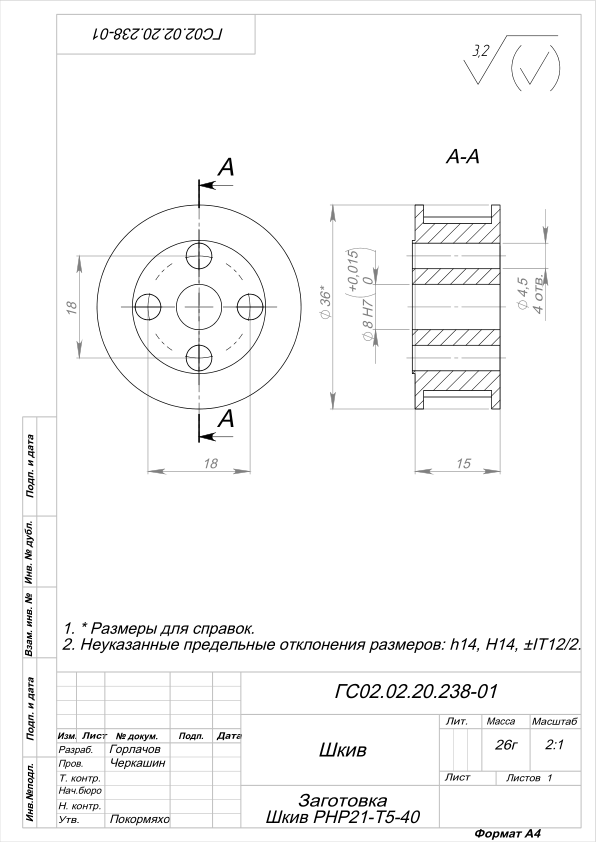 ГС02.02.20.238-01
3,2
А
А-А
18
⌀ 36*
⌀ 8 H7 (+0,015 / 0)
⌀ 4,5
4 отв.
А
18
15
1. * Размеры для справок.
2. Неуказанные предельные отклонения размеров: h14, H14, ±IT12/2.
Подп. и дата
Инв. № дубл.
Взам. инв. №
Подп. и дата
Инв.№подл.
ГС02.02.20.238-01
Изм. Лист № докум. Подп. Дата
Разраб. Горлачов
Пров. Черкашин
Т. контр.
Нач.бюро
Н. контр.
Утв. Покормяхо
Шкив
Лит. Масса Масштаб
26г 2:1
Лист Листов 1
Заготовка
Шкив PHP21-T5-40
Формат А4